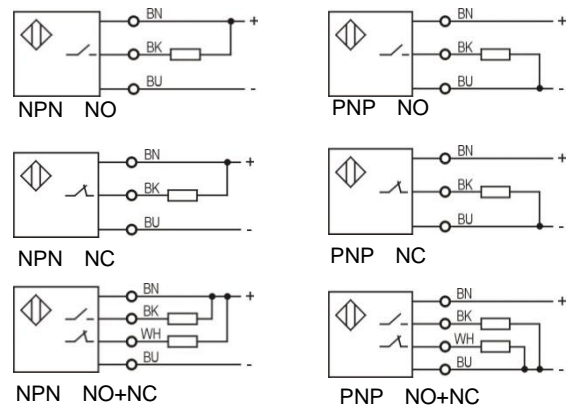 BN
+
BK
BU
-
NPN NO
BN
+
BK
BU
-
PNP NO
BN
+
BK
BU
-
NPN NC
BN
+
BK
BU
-
PNP NC
BN
+
BK
WH
BU
-
NPN NO+NC
BN
+
BK
WH
BU
-
PNP NO+NC